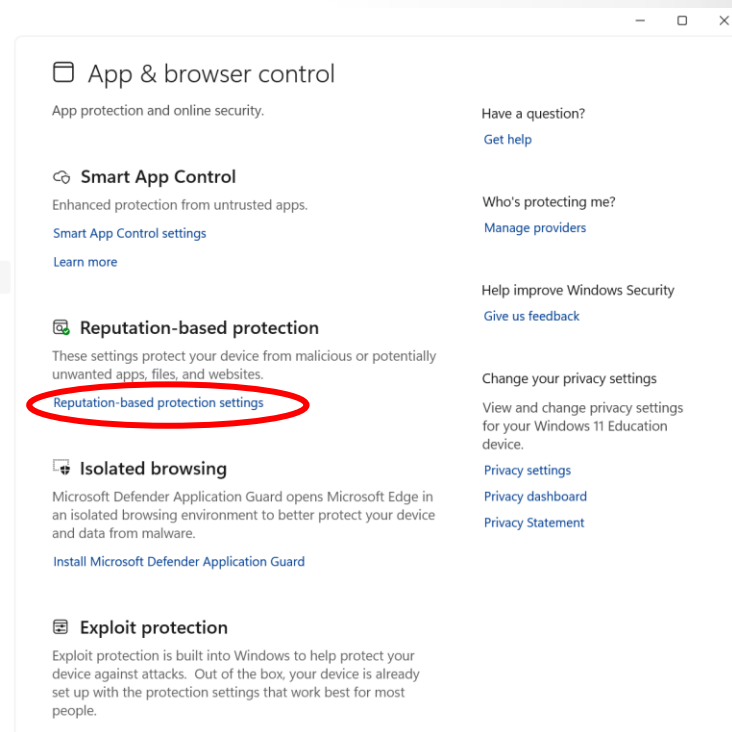 App & browser control
App protection and online security.
Smart App Control
Enhanced protection from untrusted apps.
Smart App Control settings
Learn more
Reputation-based protection
These settings protect your device from malicious or potentially
unwanted apps, files, and websites.
Reputation-based protection settings
Isolated browsing
Microsoft Defender Application Guard opens Microsoft Edge in
an isolated browsing environment to better protect your device
and data from malware.
Install Microsoft Defender Application Guard
Exploit protection
Exploit protection is built into Windows to help protect your
device against attacks.  Out of the box, your device is already
set up with the protection settings that work best for most
people.
Have a question?
Get help
Who's protecting me?
Manage providers
Help improve Windows Security
Give us feedback
Change your privacy settings
View and change privacy settings
for your Windows 11 Education
device.
Privacy settings
Privacy dashboard
Privacy Statement